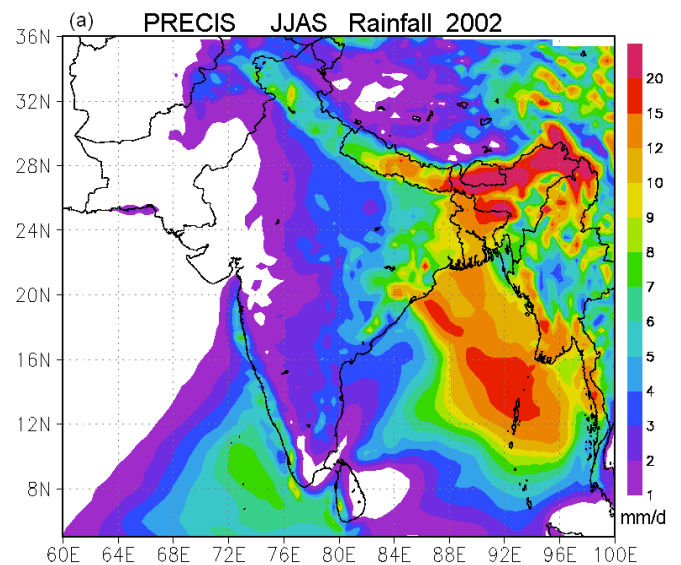 (a) PRECIS JJAS Rainfall 2002
36N
32N
28N
24N
20N
16N
12N
8N
60E 64E 68E 72E 76E 80E 84E 88E 92E 96E 100E
20
15
12
10
9
8
7
6
5
4
3
2
1
mm/d